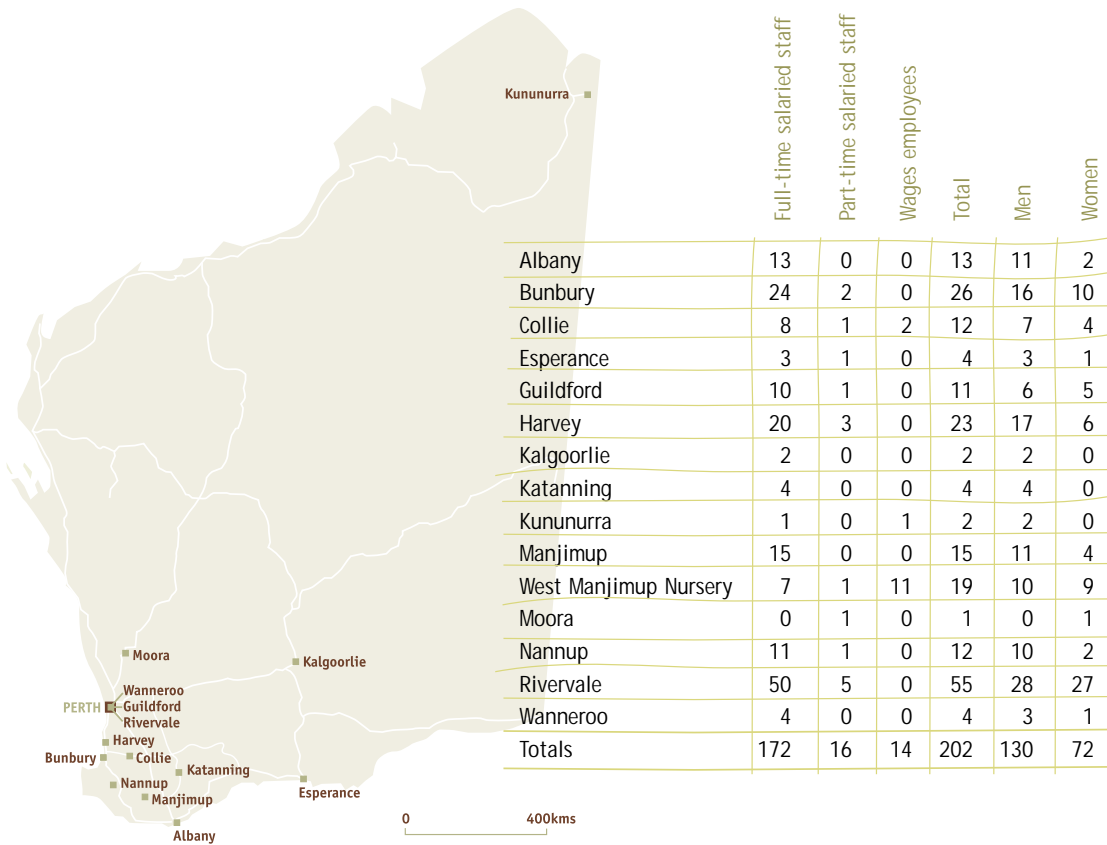 Kununurra
Moora
Kalgoorlie
Wanneroo
PERTH Guildford
Rivervale
Harvey
Bunbury Collie
Katanning
Nannup
Manjimup
Esperance
Albany
0 400kms
Full-time salaried staff Part-time salaried staff Wages employees Total Men Women
Albany 13 0 0 13 11 2
Bunbury 24 2 0 26 16 10
Collie 8 1 2 12 7 4
Esperance 3 1 0 4 3 1
Guildford 10 1 0 11 6 5
Harvey 20 3 0 23 17 6
Kalgoorlie 2 0 0 2 2 0
Katanning 4 0 0 4 4 0
Kununurra 1 0 1 2 2 0
Manjimup 15 0 0 15 11 4
West Manjimup Nursery 7 1 11 19 10 9
Moora 0 1 0 1 0 1
Nannup 11 1 0 12 10 2
Rivervale 50 5 0 55 28 27
Wanneroo 4 0 0 4 3 1
Totals 172 16 14 202 130 72